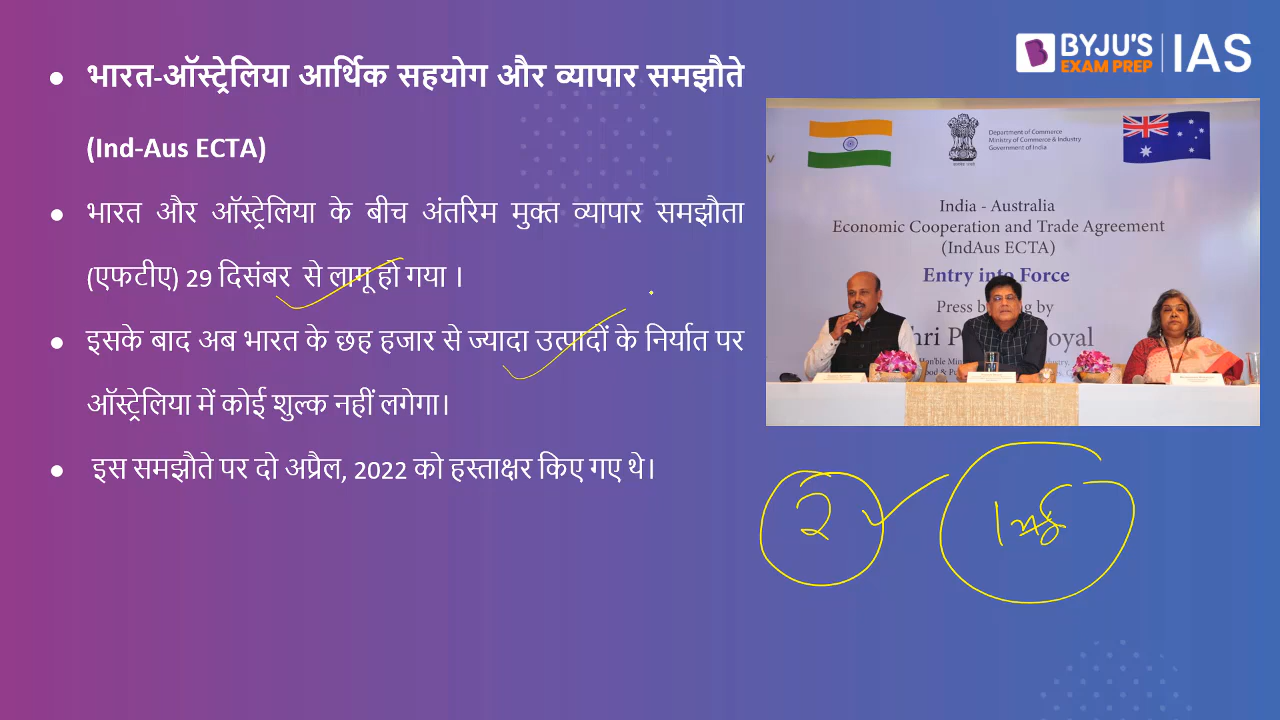 BYJU'S
EXAM PREP
IAS
भारत-ऑस्ट्रेलिया आर्थिक सहयोग और व्यापार समझौते
(Ind-Aus ECTA)
भारत और ऑस्ट्रेलिया के बीच अंतरिम मुक्त व्यापार समझौता
(एफटीए) 29 दिसंबर से लागू हो गया ।
इसके बाद अब भारत के छह हजार से ज्यादा उत्पादों के निर्यात पर
ऑस्ट्रेलिया में कोई शुल्क नहीं लगेगा।
इस समझौते पर दो अप्रैल, 2022 को हस्ताक्षर किए गए थे।
Department of Commerce
Ministry of Commerce & Industry
Government of India
India - Australia
Economic Cooperation and Trade Agreement
(IndAus ECTA)
Entry into Force
Press by
2
1 मई